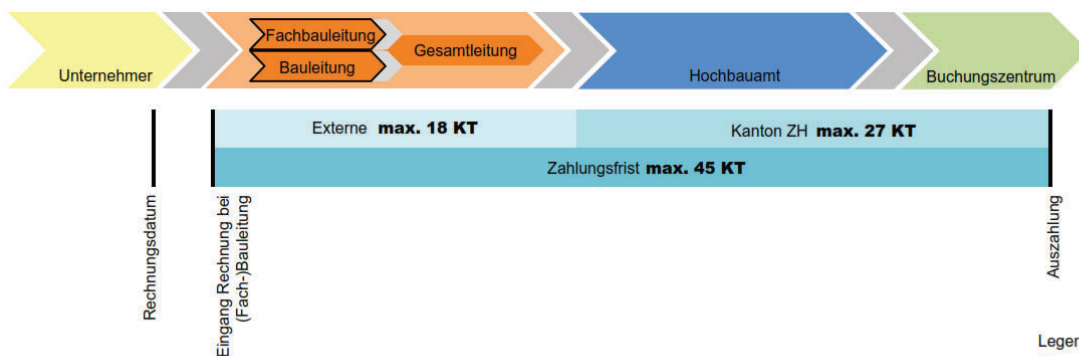 Fachbauleitung
Gesamtleitung
Unternehmer
Bauleitung
Hochbauamt
Buchungszentrum
Externe max. 18 KT
Kanton ZH max. 27 KT
Zahlungsfrist max. 45 KT
Rechnungsdatum
Eingang Rechnung bei
(Fach-)Bauleitung
Auszahlung
Legen